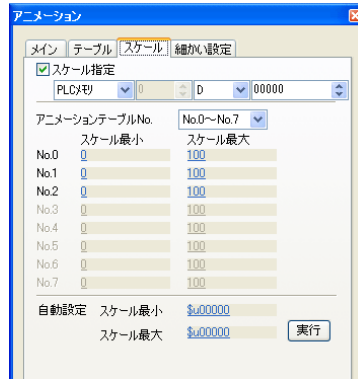 アニメーション
メイン テーブル スケール 細かい設定
スケール指定
PLCメモリ 0 D 00000
アニメーションテーブルNo. No.0～No.7
スケール最小 スケール最大
No.0 0 100
No.1 0 100
No.2 0 100
No.3 0 100
No.4 0 100
No.5 0 100
No.6 0 100
No.7 0 100
自動設定 スケール最小 $u00000
スケール最大 $u00000 実行